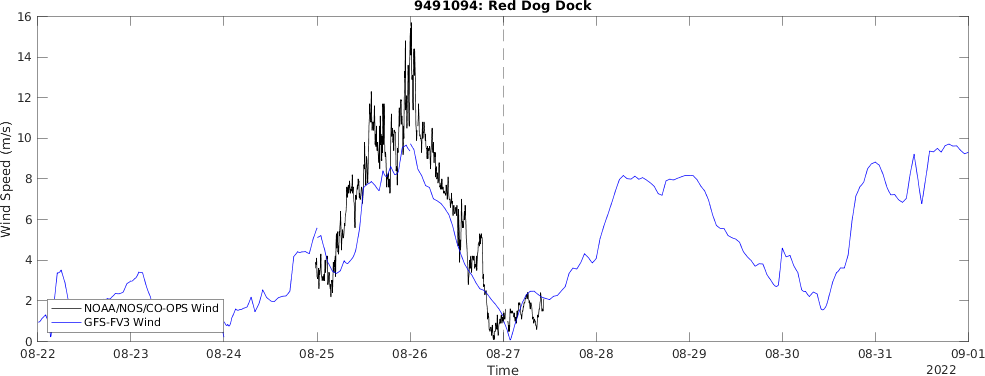 9491094: Red Dog Dock
Wind Speed (m/s)
16
14
12
10
8
6
4
2
0
NOAA/NOS/CO-OPS Wind
GFS-FV3 Wind
08-22 08-23 08-24 08-25 08-26 08-27 08-28 08-29 08-30 08-31 09-01
Time
2022